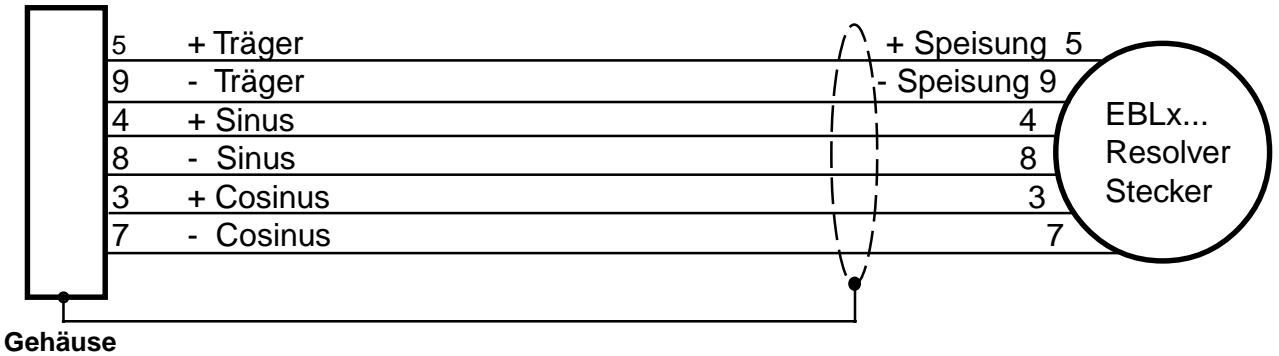 5 + Träger + Speisung 5
9 - Träger - Speisung 9
4 + Sinus 4
8 - Sinus 8
3 + Cosinus 3
7 - Cosinus 7
EBLx...
Resolver
Stecker
Gehäuse